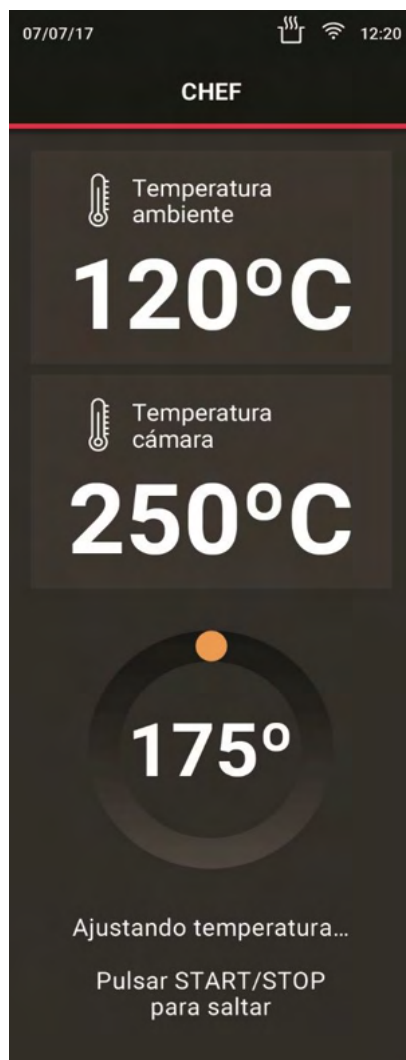 07/07/17 12:20
CHEF
Temperatura
ambiente
120ºC
Temperatura
cámara
250ºC
175º
Ajustando temperatura...
Pulsar START/STOP
para saltar